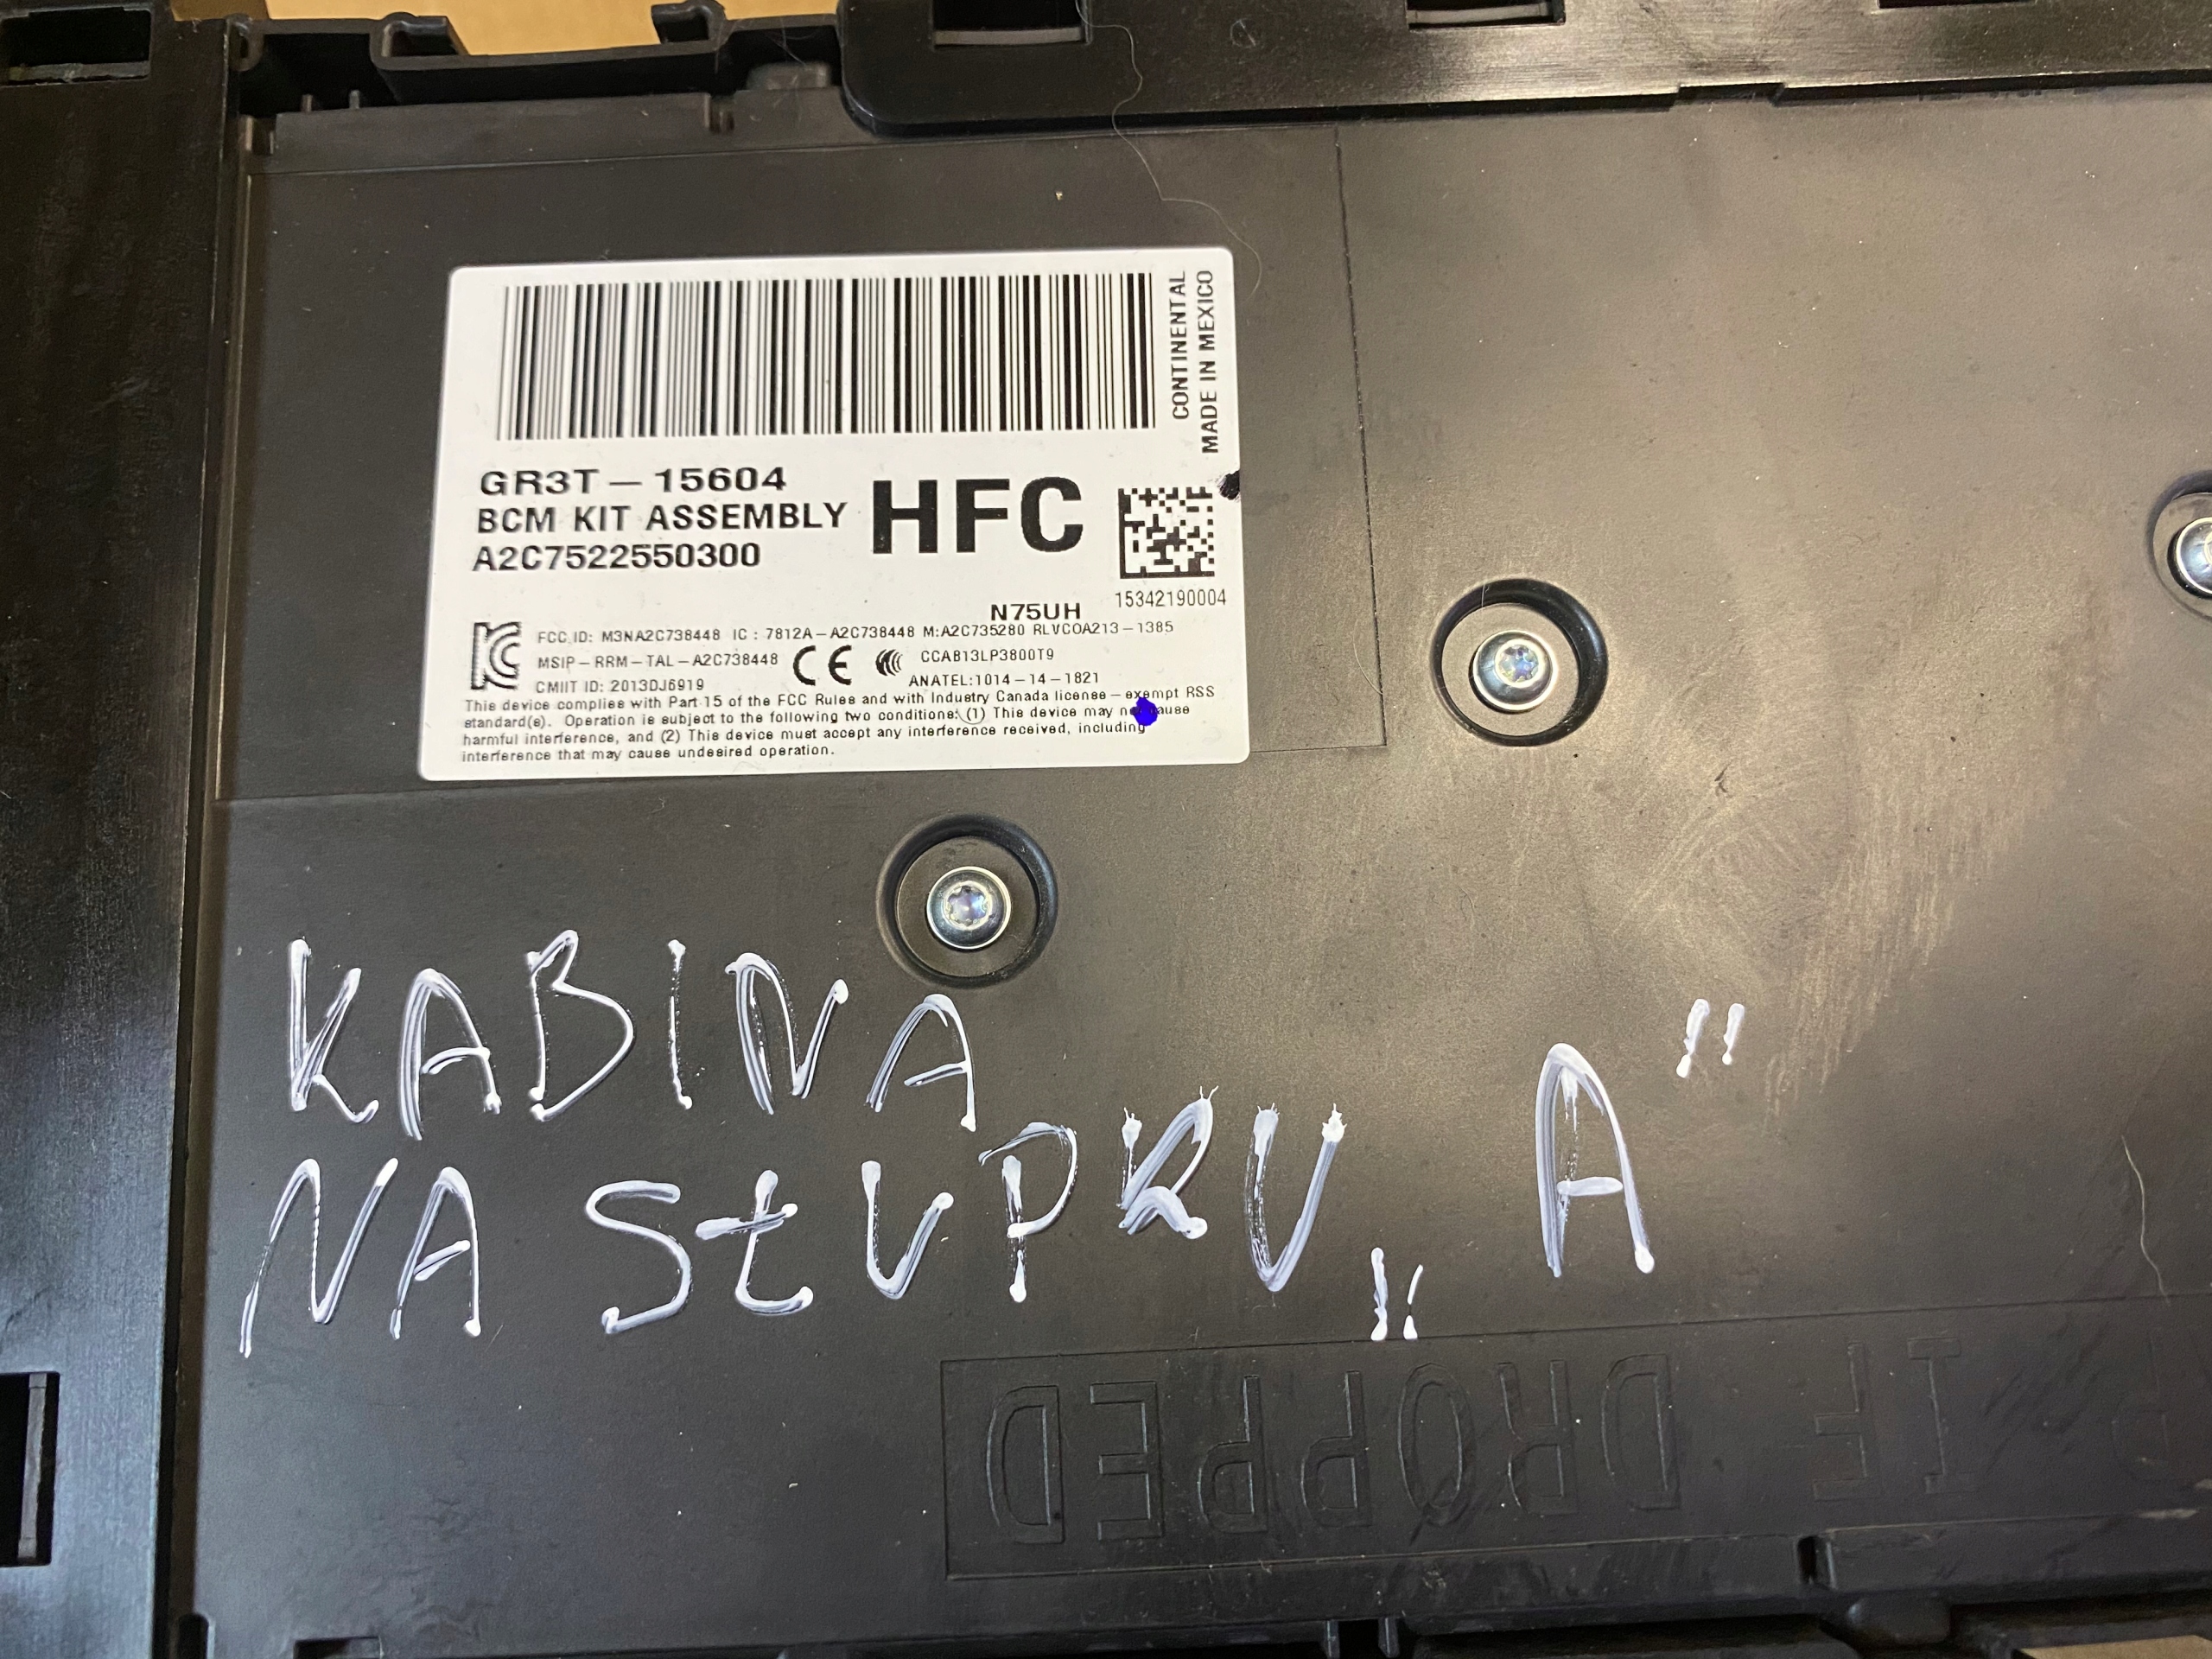 CONTINENTAL
MADE IN MEXICO
GR3T-15604
BCM KIT ASSEMBLY
A2C7522550300
HFC
15342190004
N75UH
FCC ID: M3NA2C738448 IC: 7812A-A2C738448 M:A2C735280 RLVCOA213-1385
MSIP-RRM-TAL-A2C738448 CE CCAB13LP3800T9
CMIIT ID: 2013DJ6919 ANATEL:1014-14-1821
This device complies with Part 15 of the FCC Rules and with Industry Canada license-exempt RSS
standard(s). Operation is subject to the following two conditions: (1) This device may not cause
harmful interference, and (2) This device must accept any interference received, including
interference that may cause undesired operation.
KABINA
NA StUPRU „A"
IF DROPPED